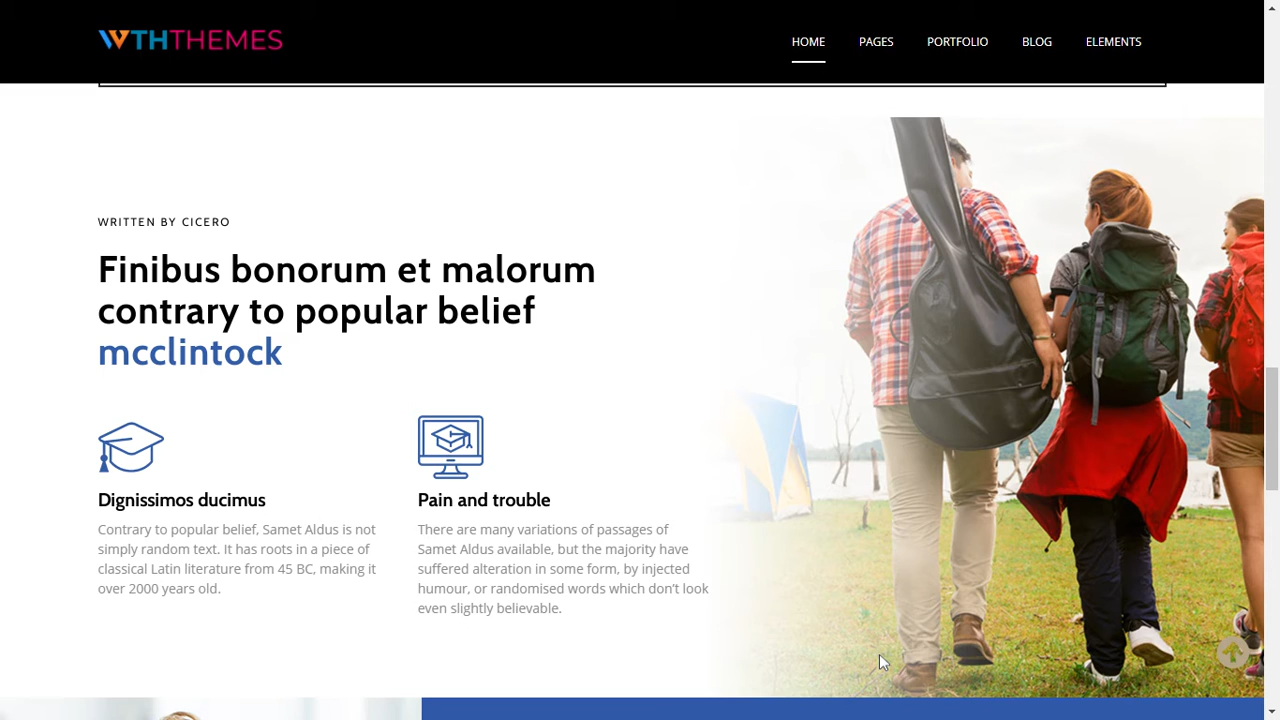 WTHTHEMES
HOME PAGES PORTFOLIO BLOG ELEMENTS
WRITTEN BY CICERO
Finibus bonorum et malorum
contrary to popular belief
mcclintock
Dignissimos ducimus
Contrary to popular belief, Samet Aldus is not
simply random text. It has roots in a piece of
classical Latin literature from 45 BC, making it
over 2000 years old.
Pain and trouble
There are many variations of passages of
Samet Aldus available, but the majority have
suffered alteration in some form, by injected
humour, or randomised words which don't look
even slightly believable.